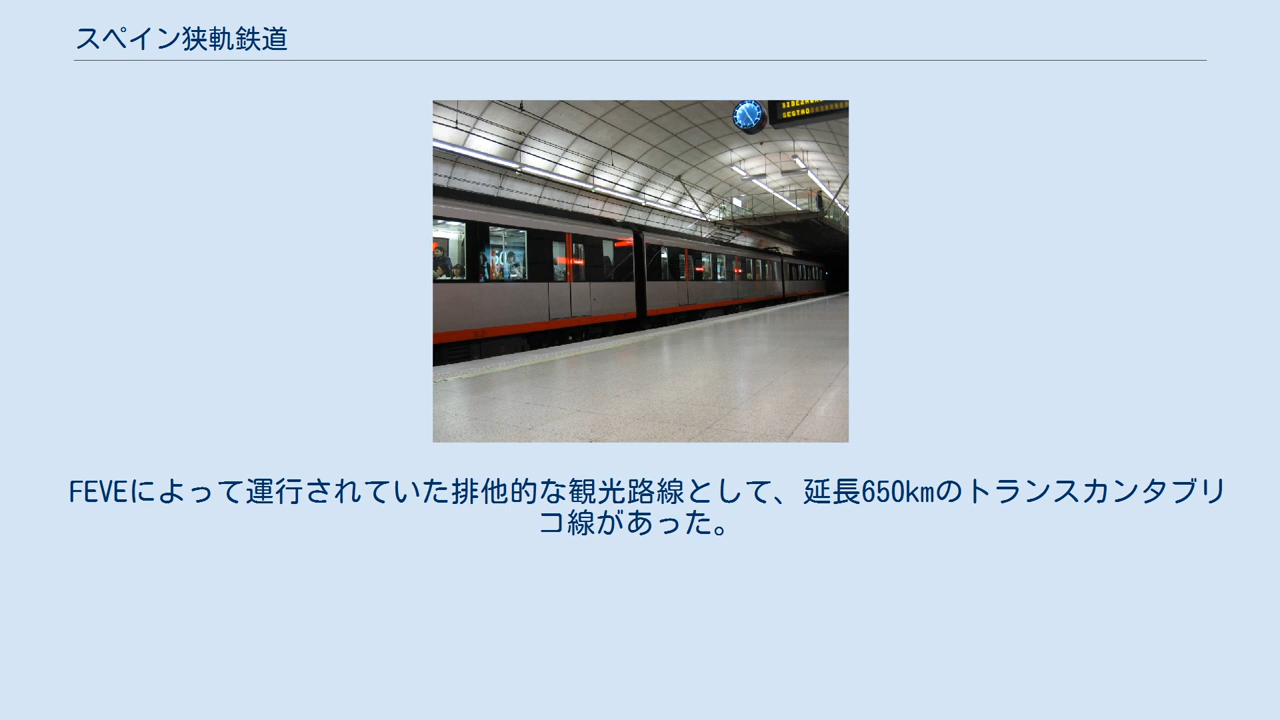 スペイン狭軌鉄道
SESTAO
FEVEによって運行されていた排他的な観光路線として、延長650kmのトランスカンタブリ
コ線があった。